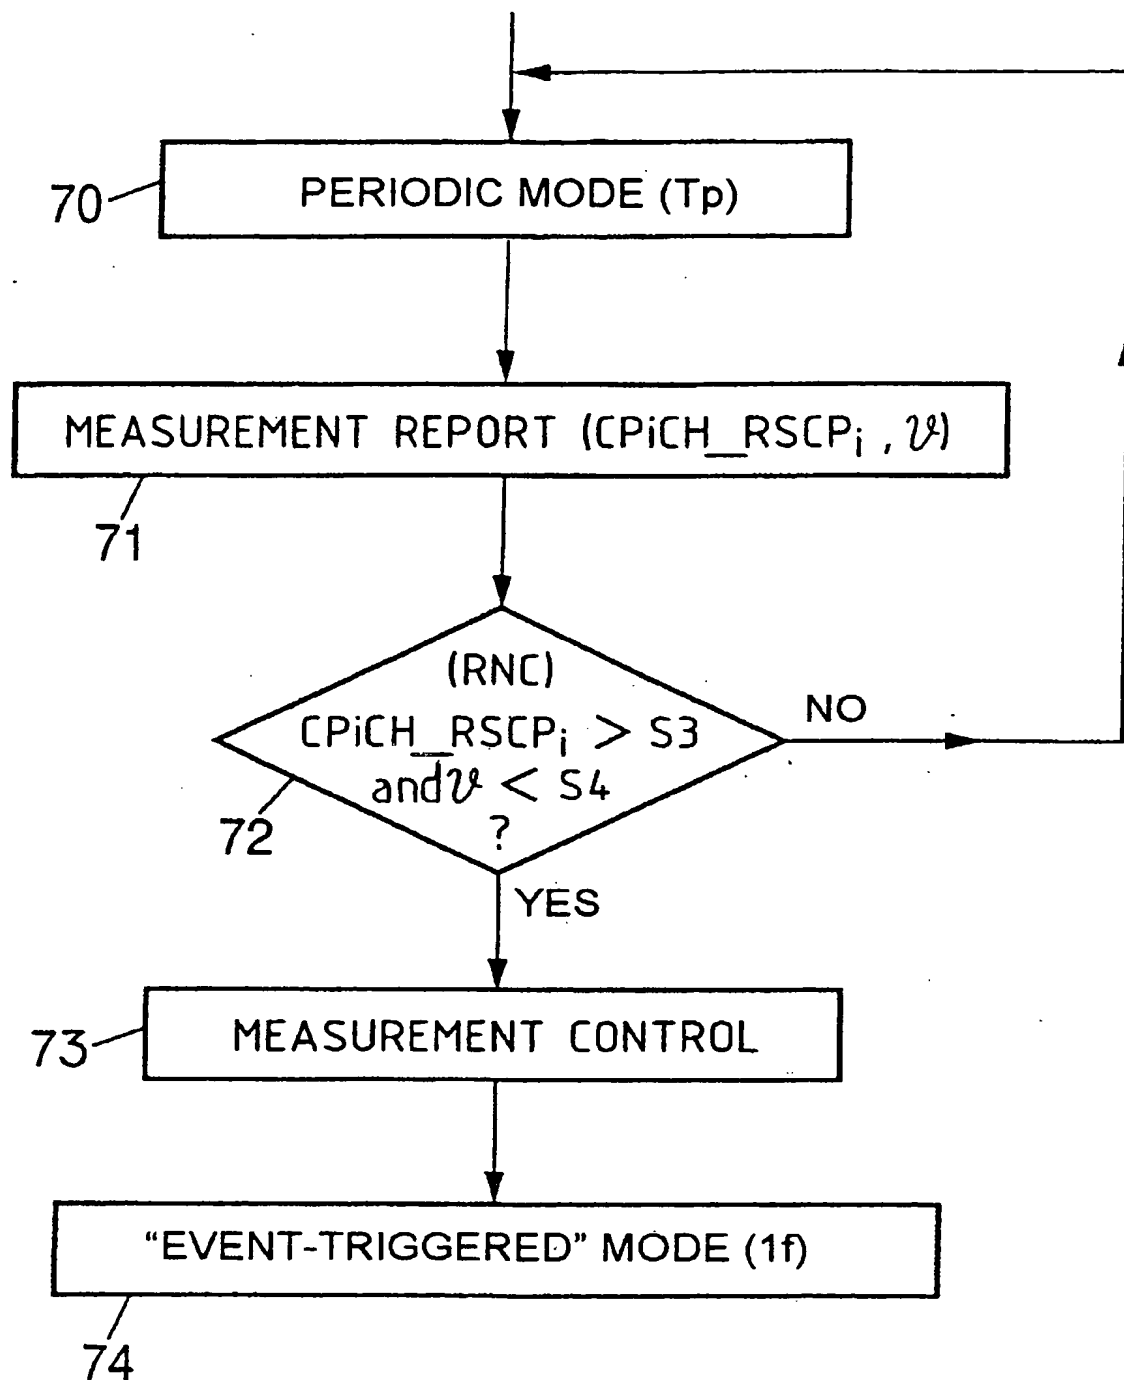 70
PERIODIC MODE (Tp)
MEASUREMENT REPORT (CPiCH_RSCPi , 𝒱)
71
(RNC)
CPiCH_RSCPi > S3
and 𝒱 < S4
?
NO
72
YES
73
MEASUREMENT CONTROL
“EVENT-TRIGGERED” MODE (1f)
74